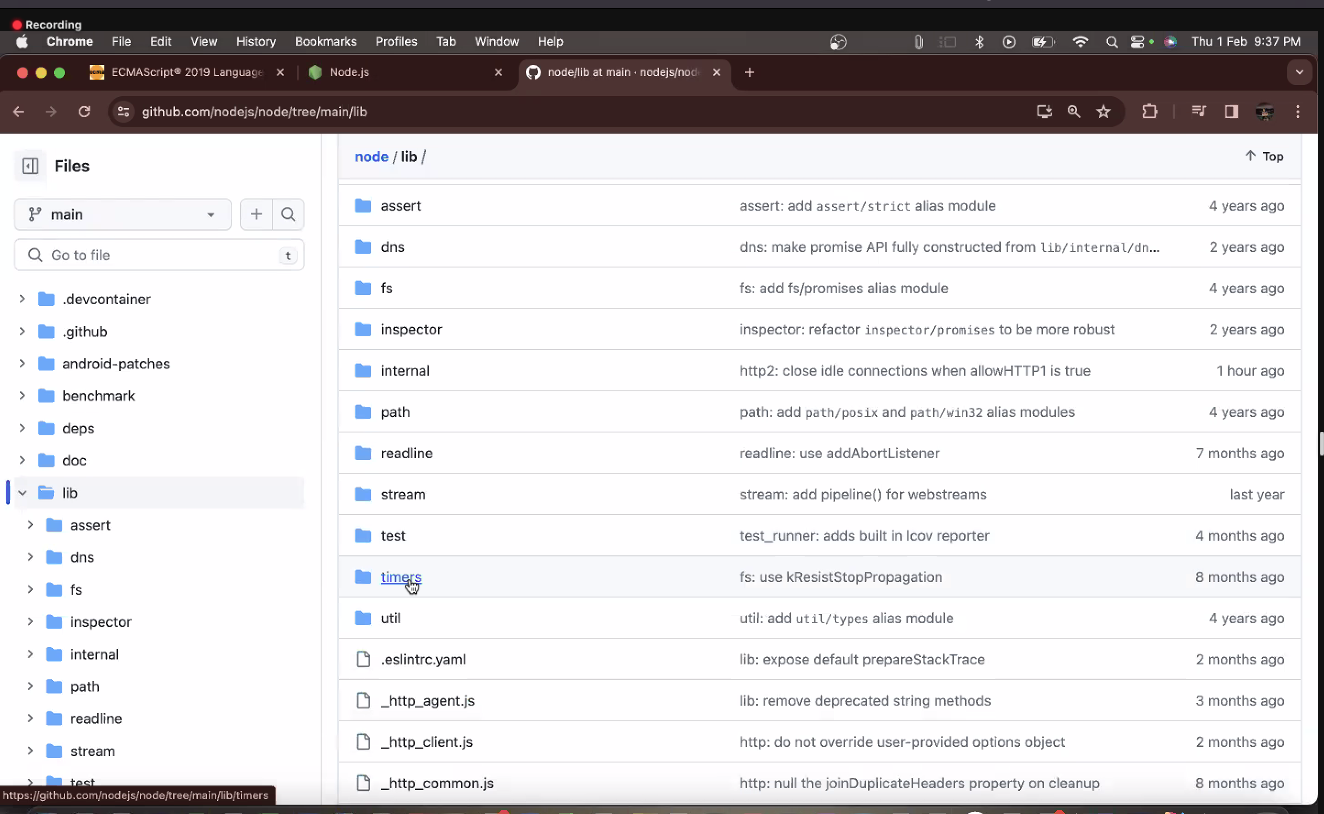 Recording
Chrome File Edit View History Bookmarks Profiles Tab Window Help Thu 1 Feb 9:37 PM
ECMAScript® 2019 Language Node.js node/lib at main · nodejs/node
github.com/nodejs/node/tree/main/lib
Files
main
Go to file t
.devcontainer
.github
android-patches
benchmark
deps
doc
lib
assert
dns
fs
inspector
internal
path
readline
stream
test
https://github.com/nodejs/node/tree/main/lib/timers
node / lib / Top
assert assert: add assert/strict alias module 4 years ago
dns dns: make promise API fully constructed from lib/internal/dn... 2 years ago
fs fs: add fs/promises alias module 4 years ago
inspector inspector: refactor inspector/promises to be more robust 2 years ago
internal http2: close idle connections when allowHTTP1 is true 1 hour ago
path path: add path/posix and path/win32 alias modules 4 years ago
readline readline: use addAbortListener 7 months ago
stream stream: add pipeline() for webstreams last year
test test_runner: adds built in lcov reporter 4 months ago
timers fs: use kResistStopPropagation 8 months ago
util util: add util/types alias module 4 years ago
.eslintrc.yaml lib: expose default prepareStackTrace 2 months ago
_http_agent.js lib: remove deprecated string methods 3 months ago
_http_client.js http: do not override user-provided options object 2 months ago
_http_common.js http: null the joinDuplicateHeaders property on cleanup 8 months ago